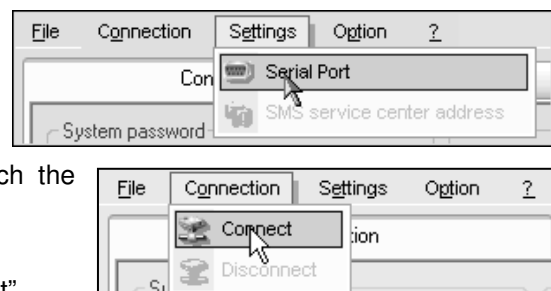 File Connection Settings Option ?
Serial Port
Con
SMS service center address
System password
ch the
File Connection Settings Option ?
Connect
tion
Disconnect
t”